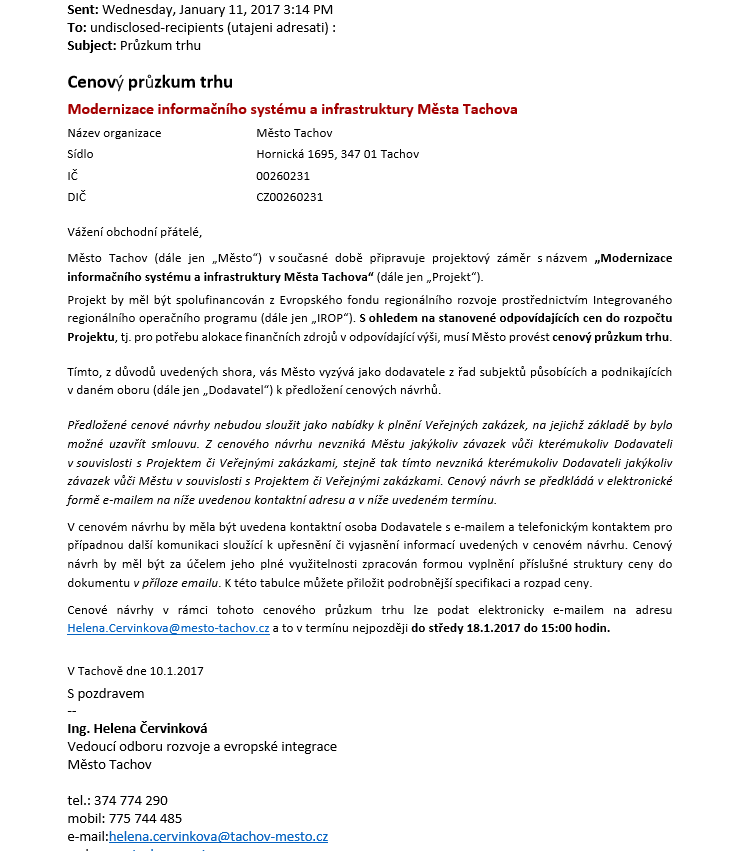 Sent: Wednesday, January 11, 2017 3:14 PM
To: undisclosed-recipients (utajeni adresati) :
Subject: Průzkum trhu
Cenový průzkum trhu
Modernizace informačního systému a infrastruktury Města Tachova
Název organizace Město Tachov
Sídlo Hornická 1695, 347 01 Tachov
IČ 00260231
DIČ CZ00260231
Vážení obchodní přátelé,
Město Tachov (dále jen „Město“) v současné době připravuje projektový záměr s názvem „Modernizace
informačního systému a infrastruktury Města Tachova“ (dále jen „Projekt“).
Projekt by měl být spolufinancován z Evropského fondu regionálního rozvoje prostřednictvím Integrovaného
regionálního operačního programu (dále jen „IROP“). S ohledem na stanovené odpovídajících cen do rozpočtu
Projektu, tj. pro potřebu alokace finančních zdrojů v odpovídající výši, musí Město provést cenový průzkum trhu.
Tímto, z důvodů uvedených shora, vás Město vyzývá jako dodavatele z řad subjektů působících a podnikajících
v daném oboru (dále jen „Dodavatel“) k předložení cenových návrhů.
Předložené cenové návrhy nebudou sloužit jako nabídky k plnění Veřejných zakázek, na jejichž základě by bylo
možné uzavřít smlouvu. Z cenového návrhu nevzniká Městu jakýkoliv závazek vůči kterémukoliv Dodavateli
v souvislosti s Projektem či Veřejnými zakázkami, stejně tak tímto nevzniká kterémukoliv Dodavateli jakýkoliv
závazek vůči Městu v souvislosti s Projektem či Veřejnými zakázkami. Cenový návrh se předkládá v elektronické
formě e-mailem na níže uvedenou kontaktní adresu a v níže uvedeném termínu.
V cenovém návrhu by měla být uvedena kontaktní osoba Dodavatele s e-mailem a telefonickým kontaktem pro
případnou další komunikaci sloužící k upřesnění či vyjasnění informací uvedených v cenovém návrhu. Cenový
návrh by měl být za účelem jeho plné využitelnosti zpracován formou vyplnění příslušné struktury ceny do
dokumentu v příloze emailu. K této tabulce můžete přiložit podrobnější specifikaci a rozpad ceny.
Cenové návrhy v rámci tohoto cenového průzkum trhu lze podat elektronicky e-mailem na adresu
Helena.Cervinkova@mesto-tachov.cz a to v termínu nejpozději do středy 18.1.2017 do 15:00 hodin.
V Tachově dne 10.1.2017
S pozdravem
--
Ing. Helena Červinková
Vedoucí odboru rozvoje a evropské integrace
Město Tachov
tel.: 374 774 290
mobil: 775 744 485
e-mail:helena.cervinkova@tachov-mesto.cz